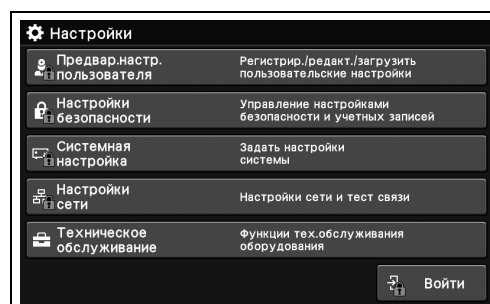 Настройки
Предвар.настр.
пользователя
Регистрир./редакт./загрузить
пользовательские настройки
Настройки
безопасности
Управление настройками
безопасности и учетных записей
Системная
настройка
Задать настройки
системы
Настройки
сети
Настройки сети и тест связи
Техническое
обслуживание
Функции тех.обслуживания
оборудования
Войти